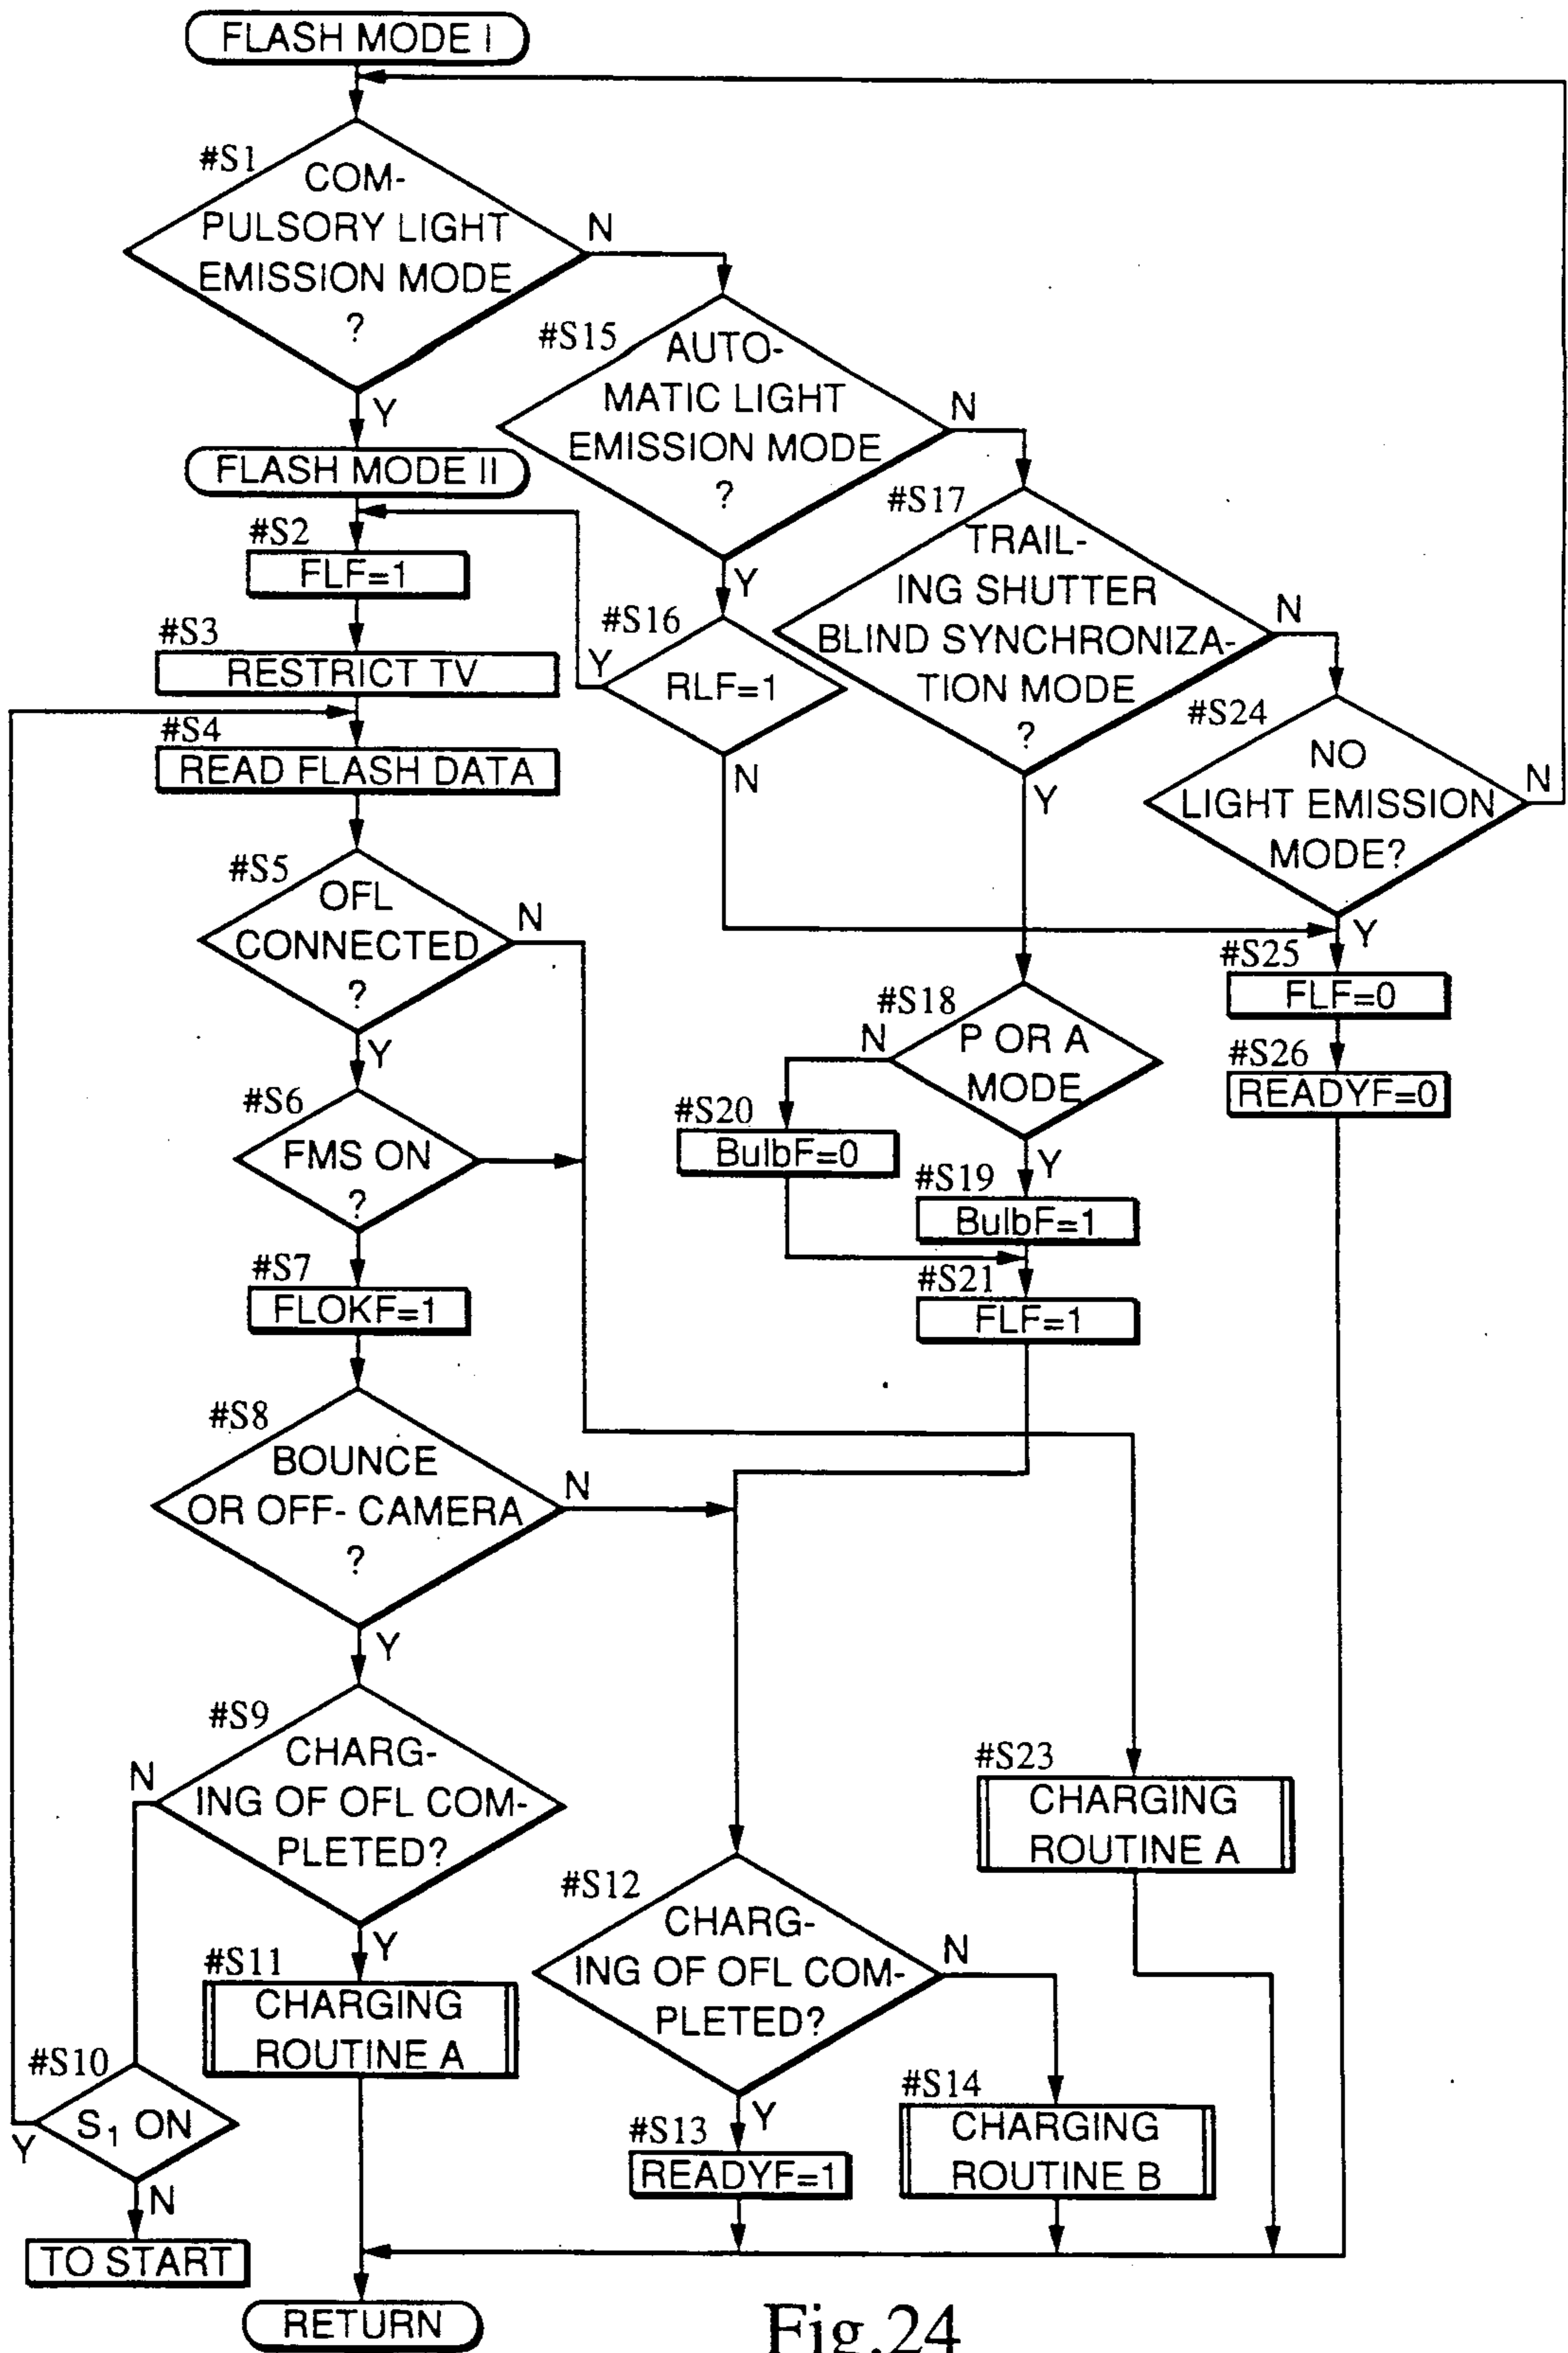 FLASH MODE I
#S1
COM-
PULSORY LIGHT
EMISSION MODE
?
N
Y
#S15
AUTO-
MATIC LIGHT
EMISSION MODE
?
N
Y
FLASH MODE II
#S2
FLF=1
#S3
RESTRICT TV
#S4
READ FLASH DATA
#S16
Y
RLF=1
N
#S17
TRAIL-
ING SHUTTER
BLIND SYNCHRONIZA-
TION MODE
?
N
Y
#S24
NO
LIGHT EMISSION
MODE?
N
Y
#S25
FLF=0
#S26
READYF=0
#S5
OFL
CONNECTED
?
N
Y
#S6
FMS ON
?
#S7
FLOKF=1
#S18
N
P OR A
MODE
Y
#S20
BulbF=0
#S19
BulbF=1
#S21
FLF=1
#S8
BOUNCE
OR OFF- CAMERA
?
N
Y
#S9
N
CHARG-
ING OF OFL COM-
PLETED?
Y
#S10
S1 ON
Y
N
TO START
#S11
CHARGING
ROUTINE A
#S12
CHARG-
ING OF OFL COM-
PLETED?
N
Y
#S13
READYF=1
#S14
CHARGING
ROUTINE B
#S23
CHARGING
ROUTINE A
RETURN
Fig.24